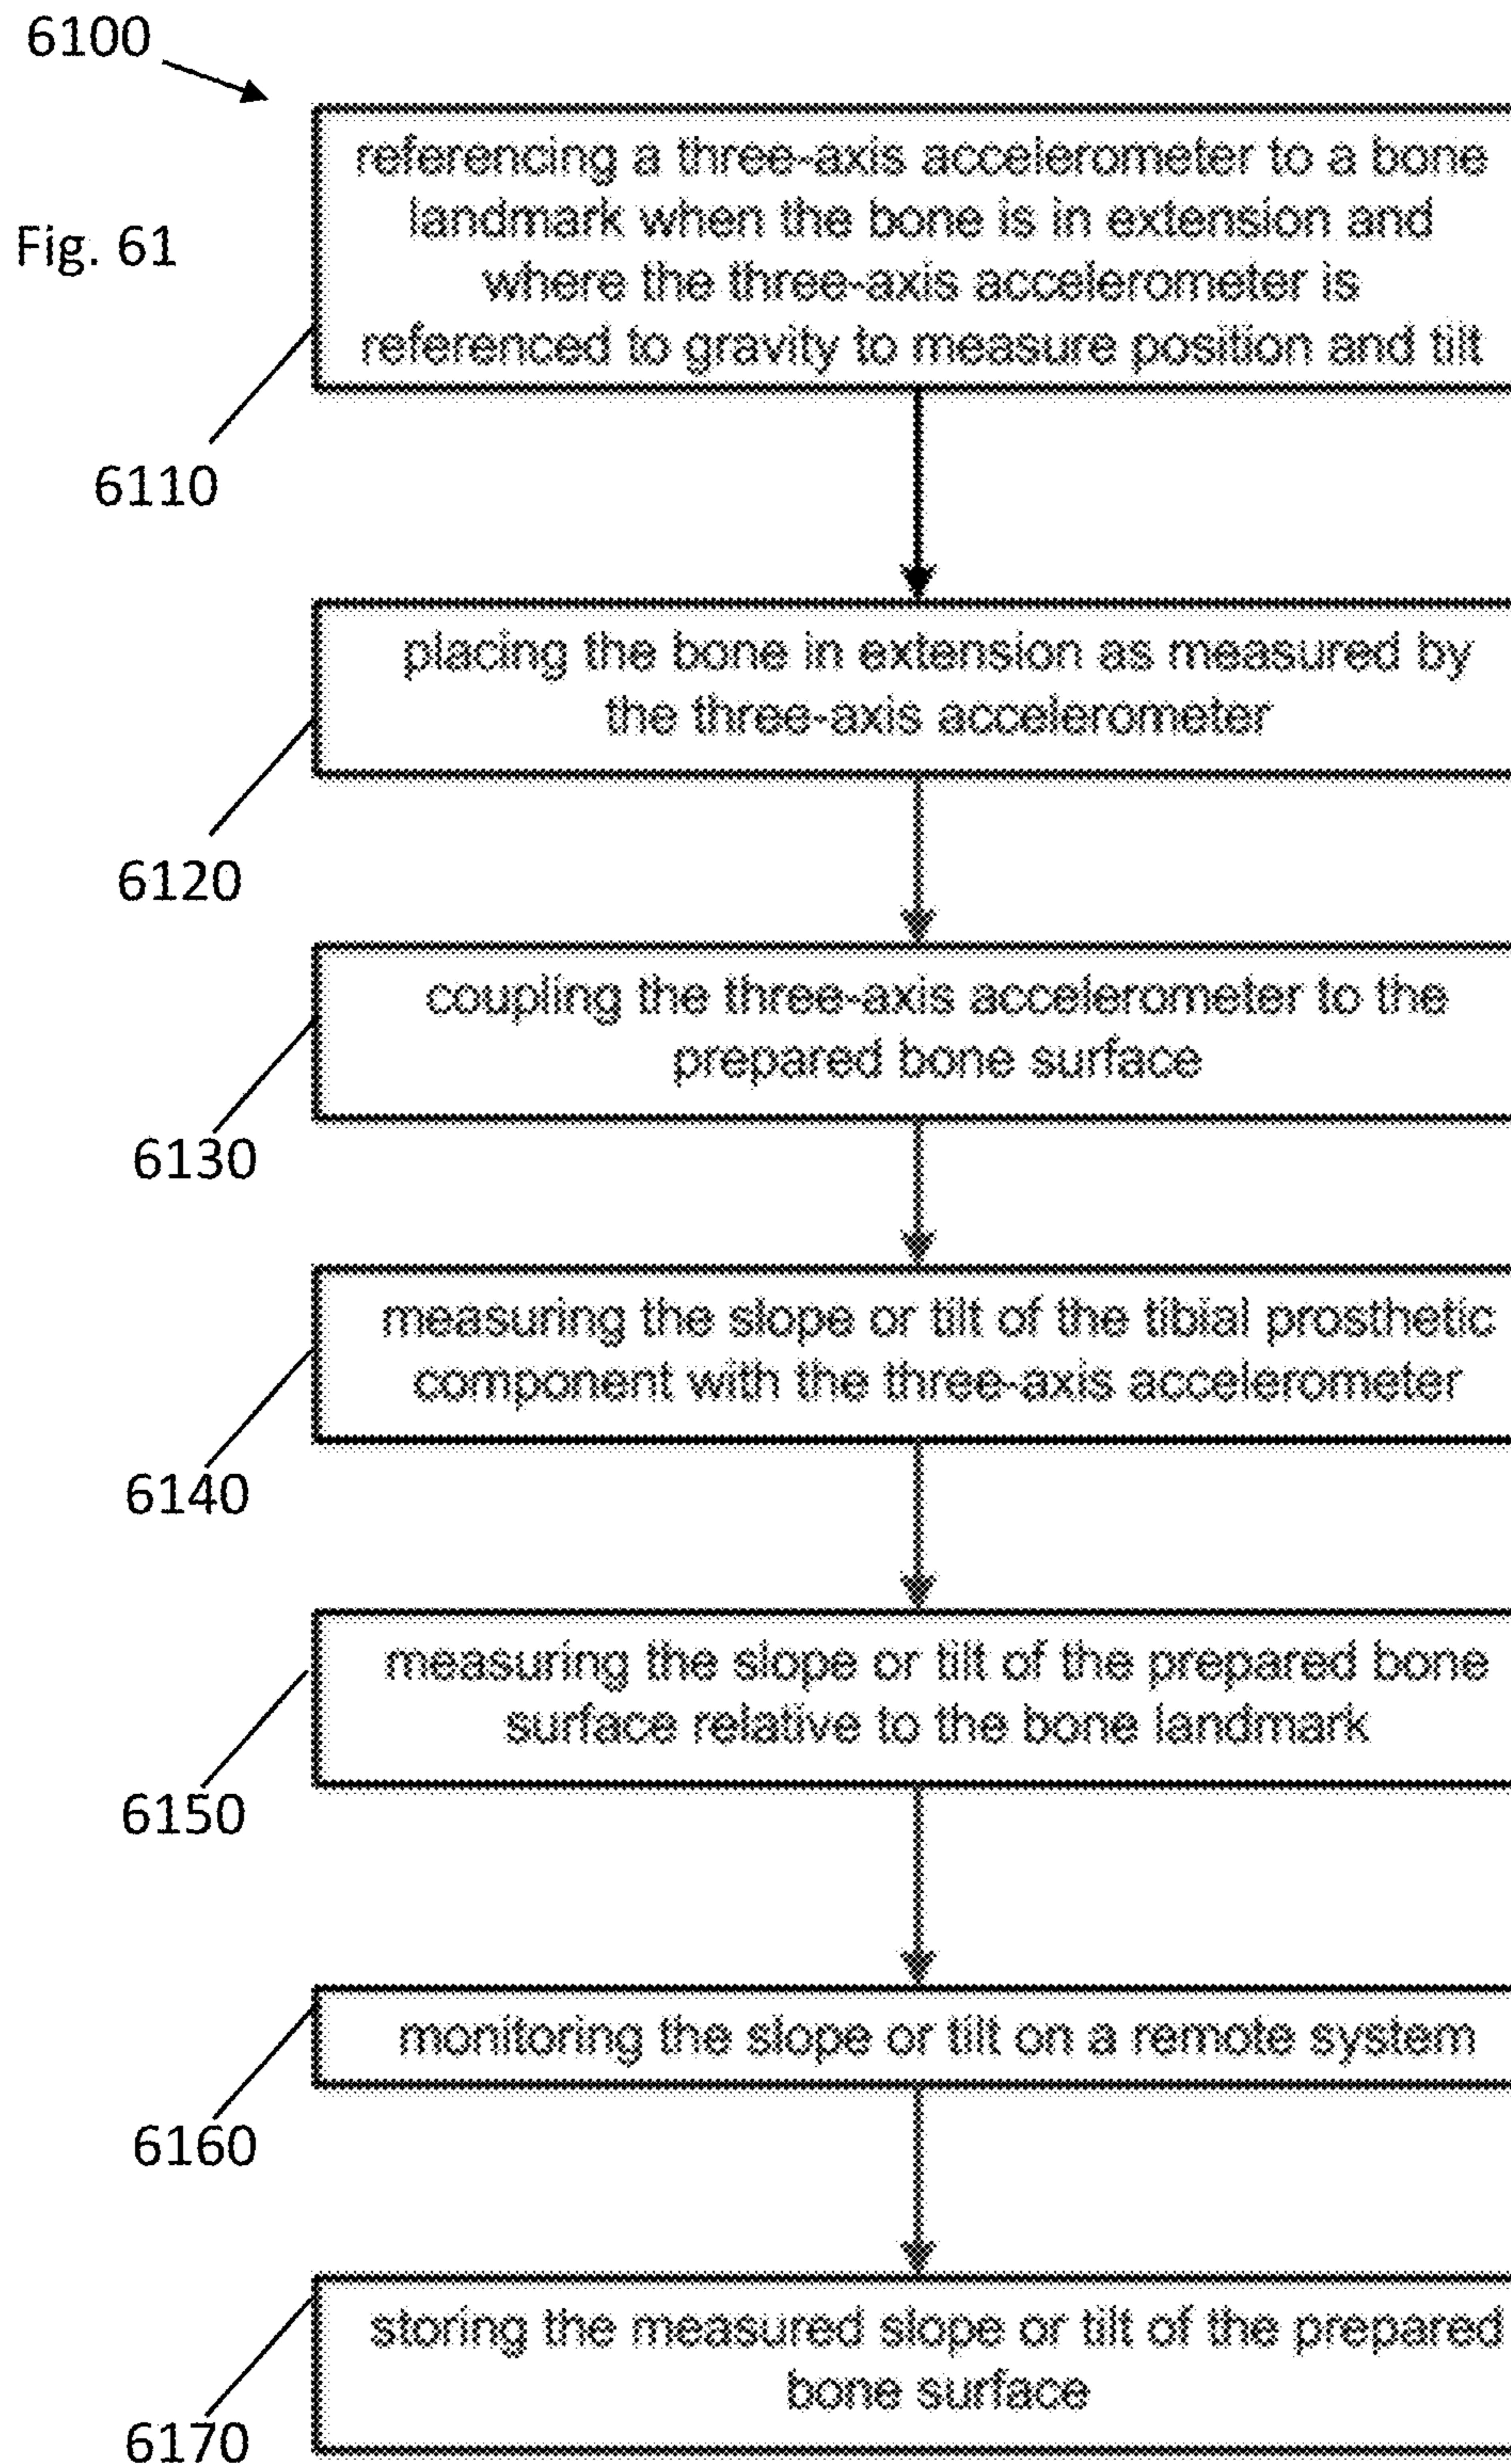 6100
referencing a three-axis accelerometer to a bone
landmark when the bone is in extension and
where the three-axis accelerometer is
referenced to gravity to measure position and tilt
Fig. 61
6110
placing the bone in extension as measured by
the three-axis accelerometer
6120
coupling the three-axis accelerometer to the
prepared bone surface
6130
measuring the slope or tilt of the tibial prosthetic
component with the three-axis accelerometer
6140
measuring the slope or tilt of the prepared bone
surface relative to the bone landmark
6150
monitoring the slope or tilt on a remote system
6160
storing the measured slope or tilt of the prepared
bone surface
6170